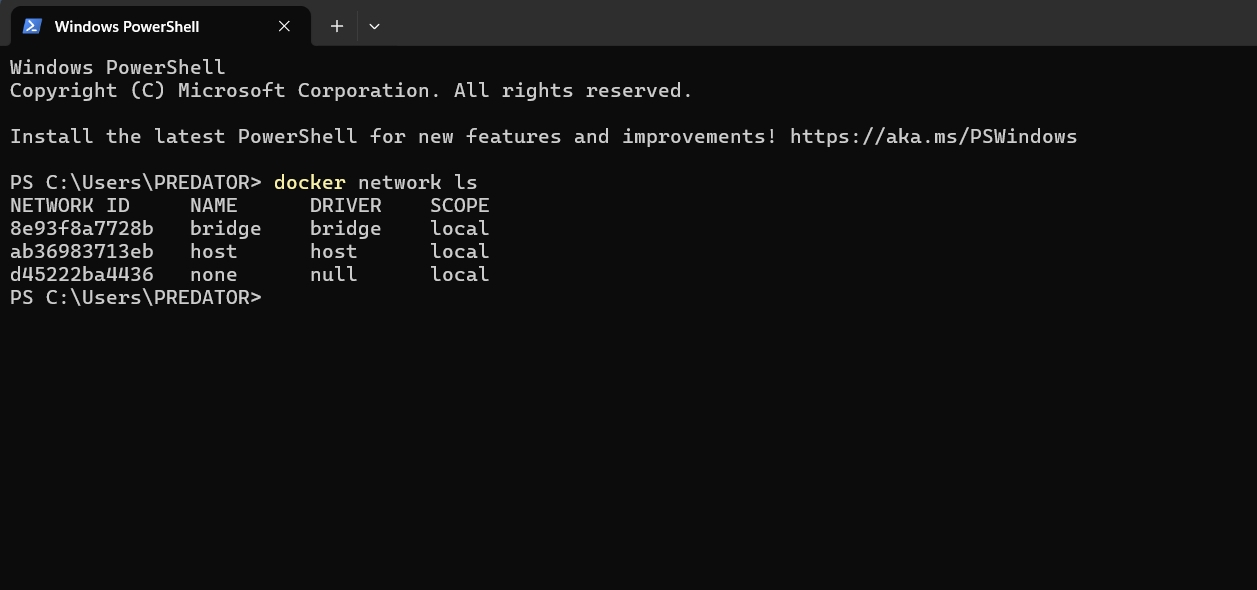 Windows PowerShell
Windows PowerShell
Copyright (C) Microsoft Corporation. All rights reserved.
Install the latest PowerShell for new features and improvements! https://aka.ms/PSWindows
PS C:\Users\PREDATOR> docker network ls
NETWORK ID     NAME      DRIVER    SCOPE
8e93f8a7728b   bridge    bridge    local
ab36983713eb   host      host      local
d45222ba4436   none      null      local
PS C:\Users\PREDATOR>